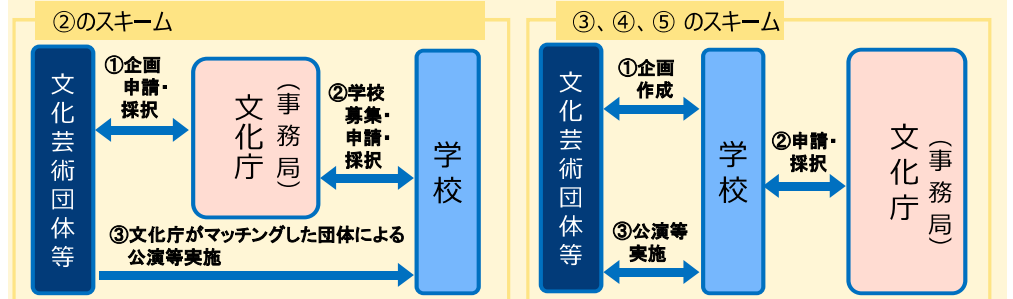 ②のスキーム
文化芸術団体等
①企画
申請・
採択
文化庁
（事務局）
②学校
募集・
申請・
採択
学校
③文化庁がマッチングした団体による
公演等実施
③、④、⑤ のスキーム
文化芸術団体等
①企画
作成
③公演等
実施
学校
②申請・
採択
文化庁
（事務局）